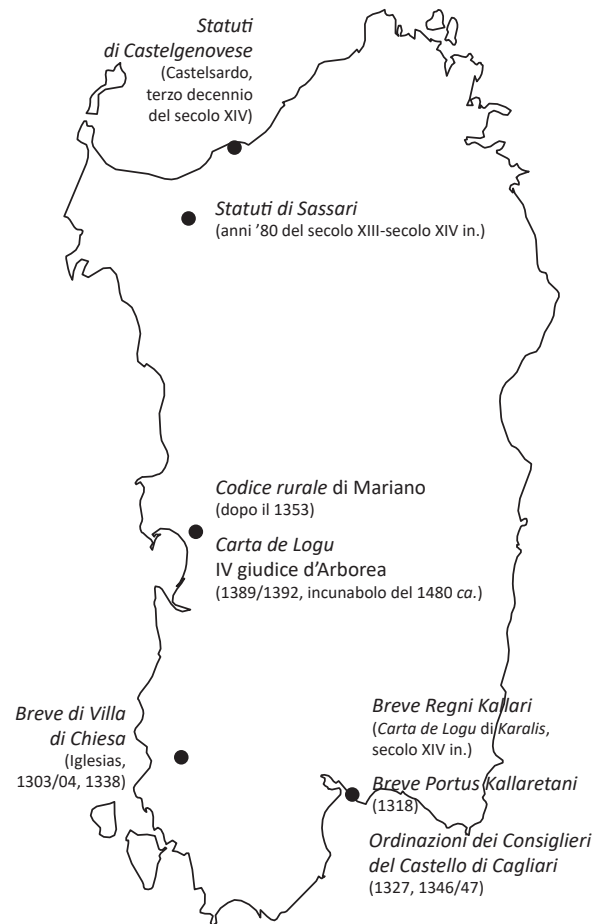 Statuti
di Castelgenovese
(Castelsardo,
terzo decennio
del secolo XIV)
Statuti di Sassari
(anni ’80 del secolo XIII-secolo XIV in.)
Codice rurale di Mariano
(dopo il 1353)
Carta de Logu
IV giudice d’Arborea
(1389/1392, incunabolo del 1480 ca.)
Breve di Villa
di Chiesa
(Iglesias,
1303/04, 1338)
Breve Regni Kallari
(Carta de Logu di Karalis,
secolo XIV in.)
Breve Portus Kallaretani
(1318)
Ordinazioni dei Consiglieri
del Castello di Cagliari
(1327, 1346/47)